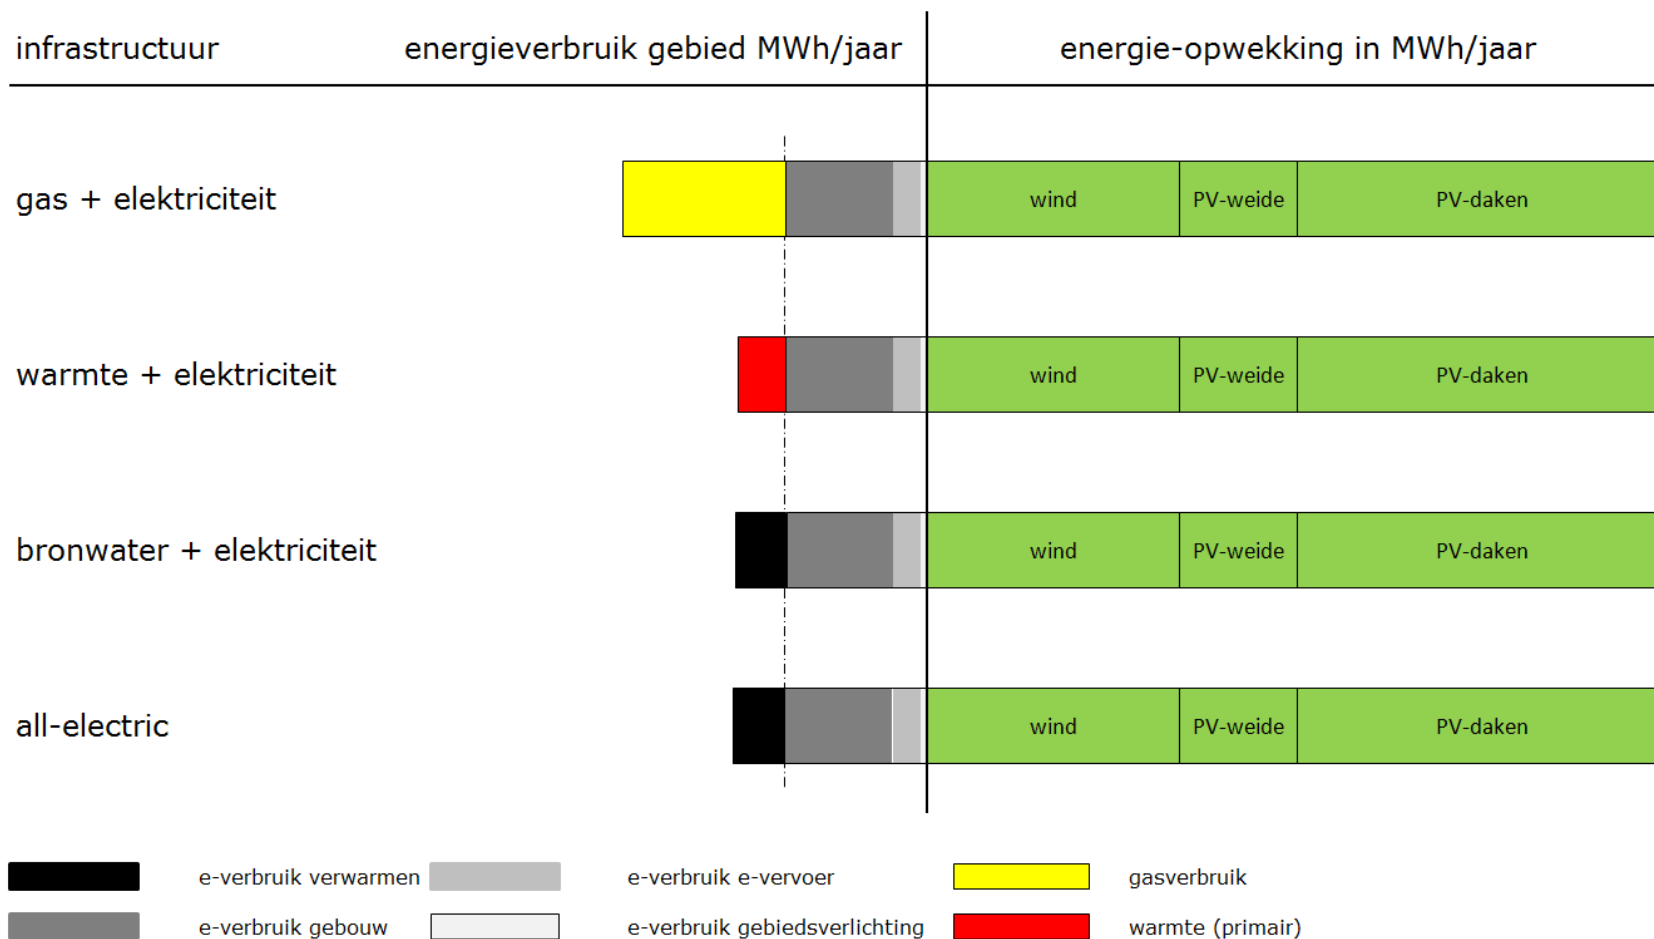 infrastructuur energieverbruik gebied MWh/jaar energie-opwekking in MWh/jaar
gas + elektriciteit wind PV-weide PV-daken
warmte + elektriciteit wind PV-weide PV-daken
bronwater + elektriciteit wind PV-weide PV-daken
all-electric wind PV-weide PV-daken
e-verbruik verwarmen e-verbruik e-vervoer gasverbruik
e-verbruik gebouw e-verbruik gebiedsverlichting warmte (primair)